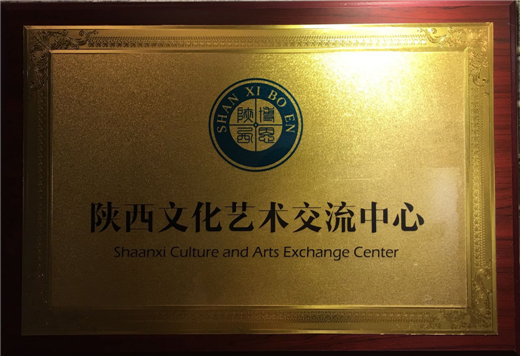 SHAN XI BO EN
陕西文化艺术交流中心
Shaanxi Culture and Arts Exchange Center